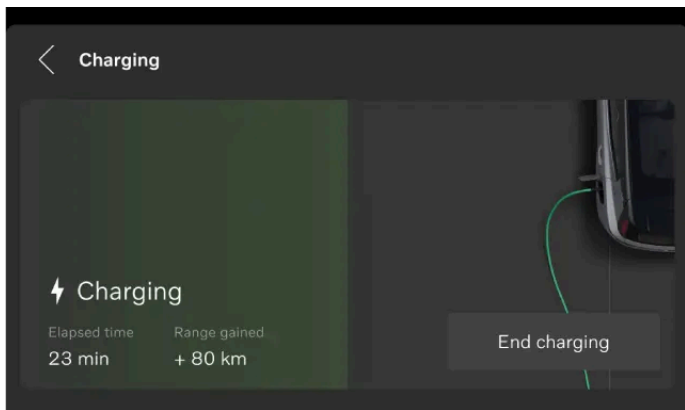 Charging
Charging
Elapsed time Range gained
23 min + 80 km
End charging